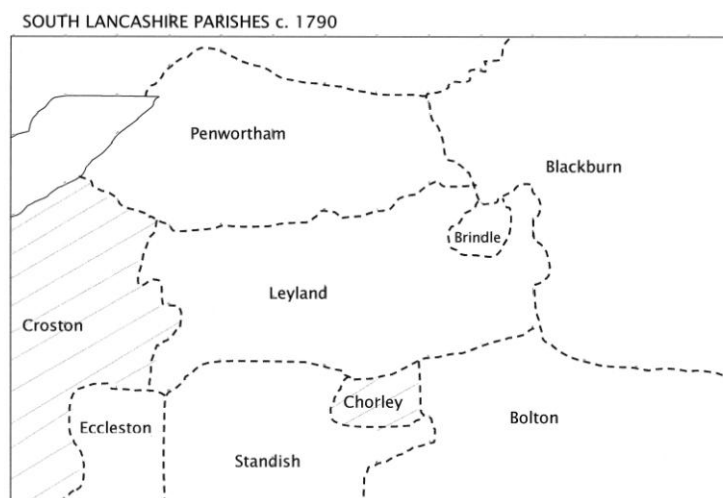 SOUTH LANCASHIRE PARISHES c. 1790
Penwortham
Blackburn
Brindle
Leyland
Croston
Chorley
Eccleston
Bolton
Standish